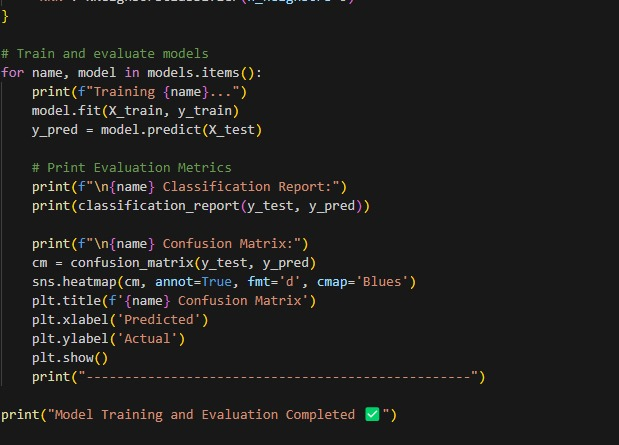 }
# Train and evaluate models
for name, model in models.items():
    print(f"Training {name}...")
    model.fit(X_train, y_train)
    y_pred = model.predict(X_test)

    # Print Evaluation Metrics
    print(f"\n{name} Classification Report:")
    print(classification_report(y_test, y_pred))

    print(f"\n{name} Confusion Matrix:")
    cm = confusion_matrix(y_test, y_pred)
    sns.heatmap(cm, annot=True, fmt='d', cmap='Blues')
    plt.title(f'{name} Confusion Matrix')
    plt.xlabel('Predicted')
    plt.ylabel('Actual')
    plt.show()
    print("--------------------------------------------------")

print("Model Training and Evaluation Completed ✅")